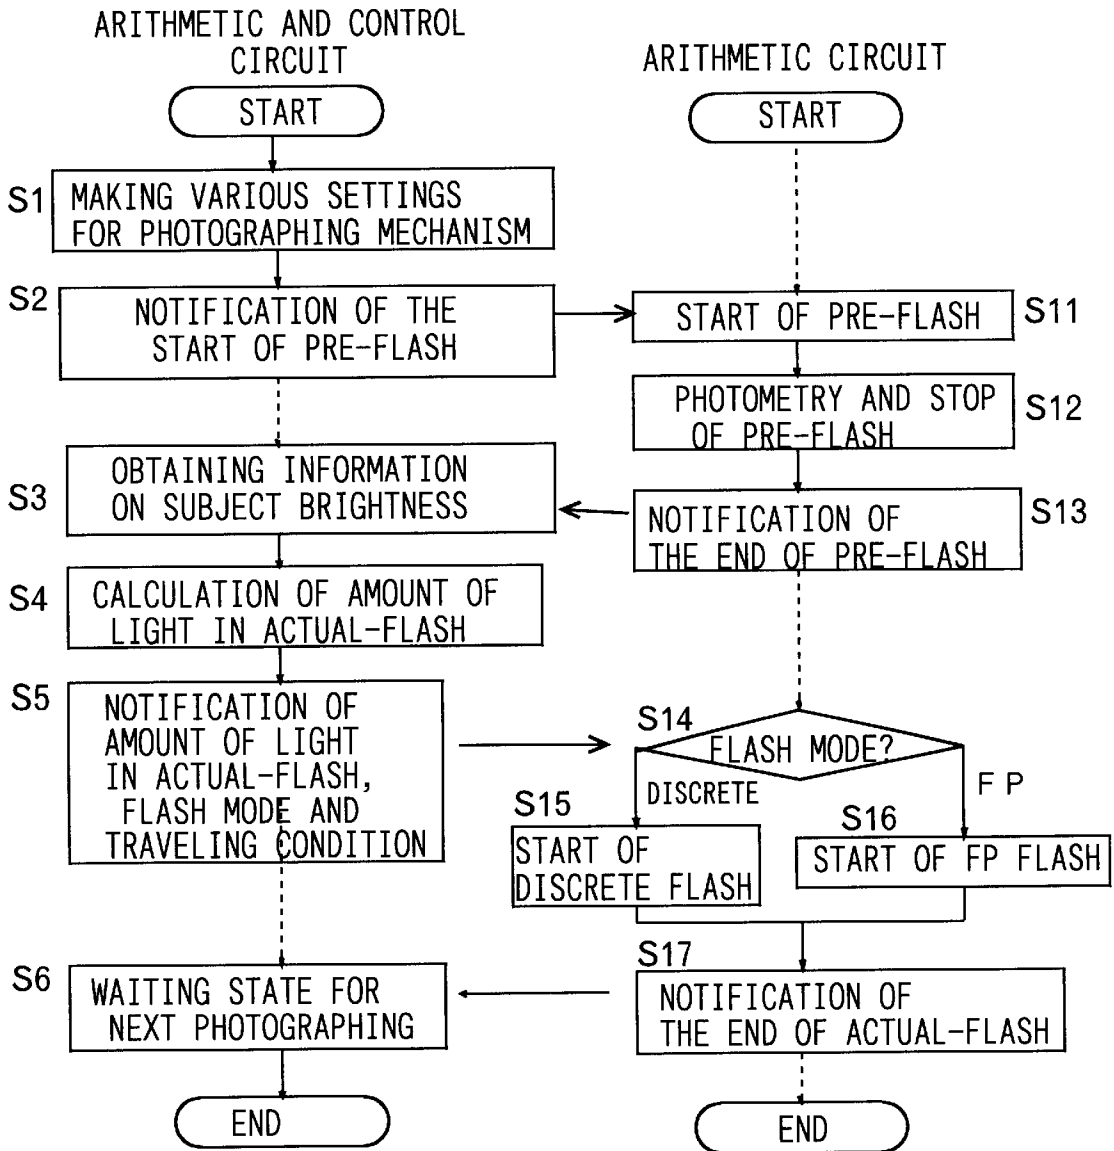 ARITHMETIC AND CONTROL
CIRCUIT
START
S1
MAKING VARIOUS SETTINGS
FOR PHOTOGRAPHING MECHANISM
S2
NOTIFICATION OF THE
START OF PRE-FLASH
S3
OBTAINING INFORMATION
ON SUBJECT BRIGHTNESS
S4
CALCULATION OF AMOUNT OF
LIGHT IN ACTUAL-FLASH
S5
NOTIFICATION OF
AMOUNT OF LIGHT
IN ACTUAL-FLASH,
FLASH MODE AND
TRAVELING CONDITION
S6
WAITING STATE FOR
NEXT PHOTOGRAPHING
END
ARITHMETIC CIRCUIT
START
START OF PRE-FLASH
S11
PHOTOMETRY AND STOP
OF PRE-FLASH
S12
NOTIFICATION OF
THE END OF PRE-FLASH
S13
S14
FLASH MODE?
DISCRETE
F P
S15
START OF
DISCRETE FLASH
S16
START OF FP FLASH
S17
NOTIFICATION OF
THE END OF ACTUAL-FLASH
END